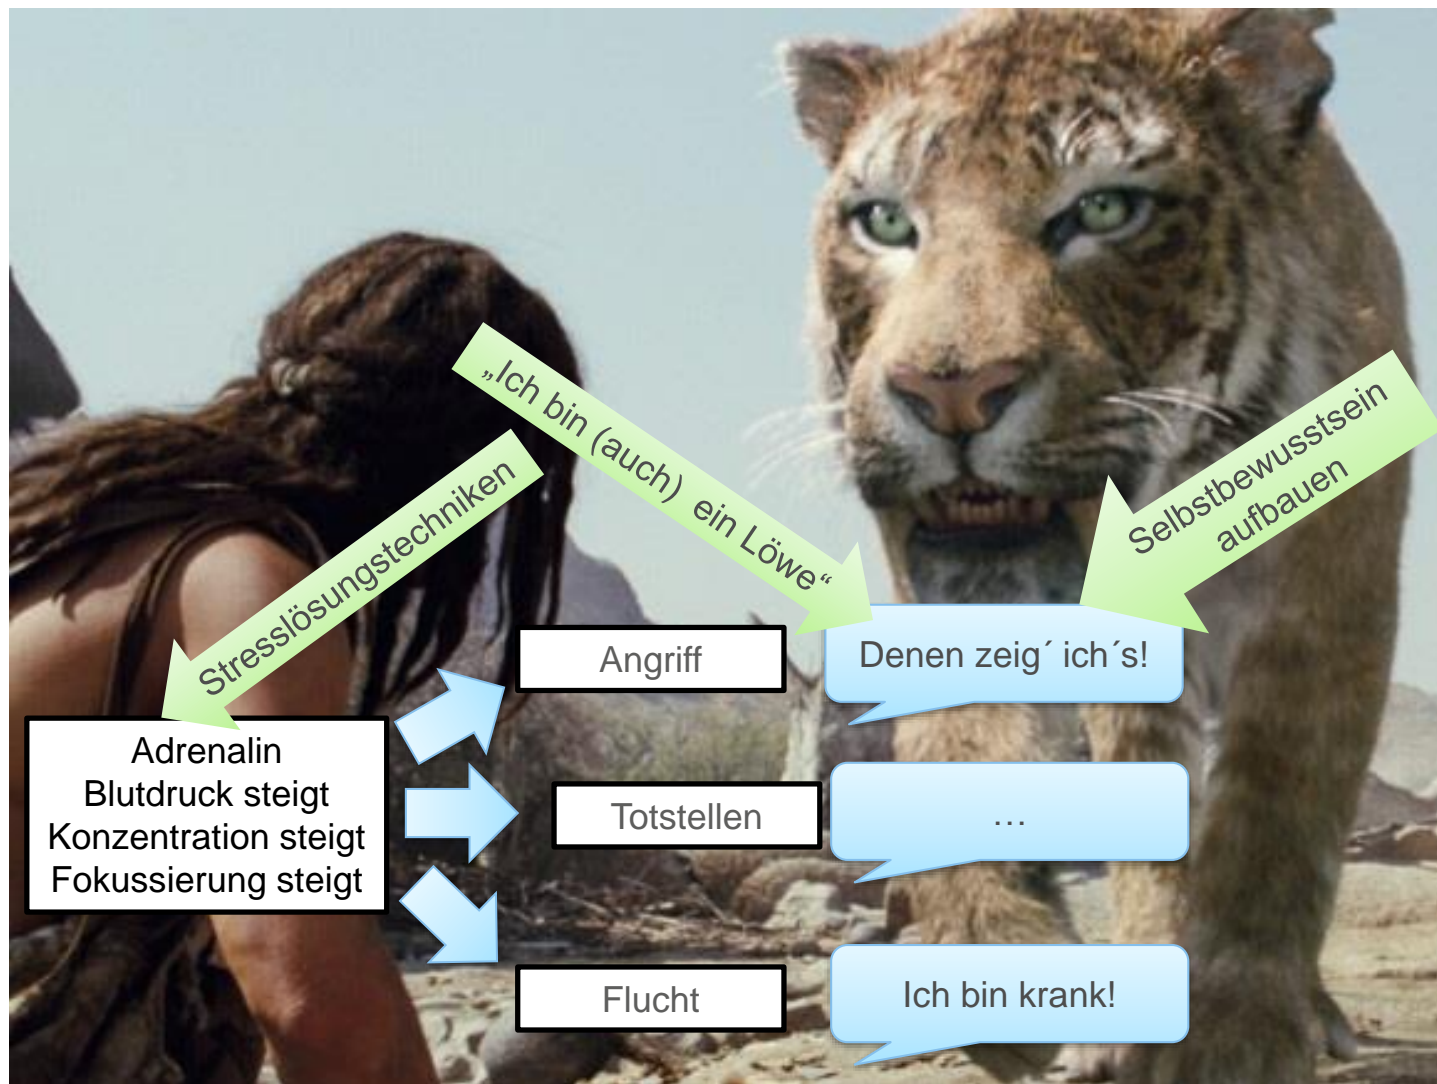 „Ich bin (auch)  ein Löwe“
Selbstbewusstsein
aufbauen
Stresslösungstechniken
Angriff
Denen zeig´ ich´s!
Adrenalin
Blutdruck steigt
Konzentration steigt
Fokussierung steigt
Totstellen
…
Flucht
Ich bin krank!